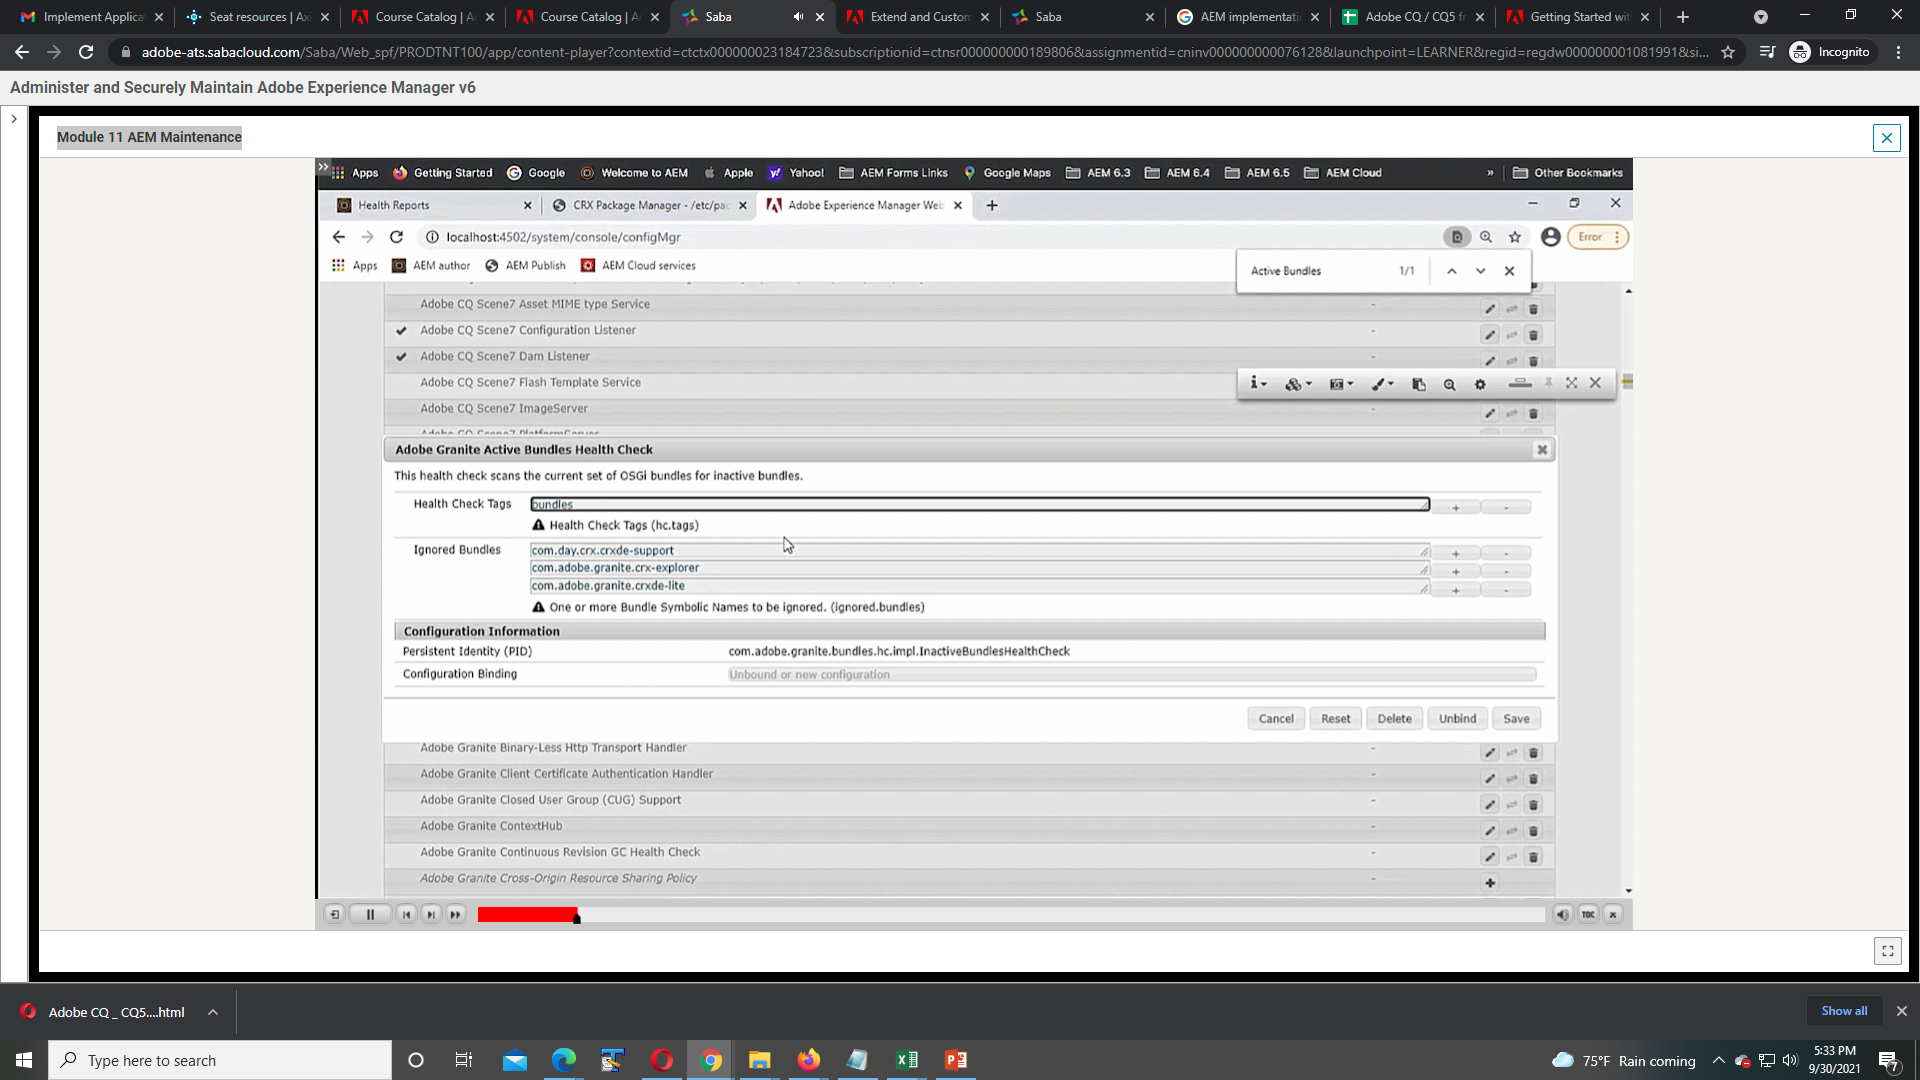 Implement Applica
Seat resources | Ax
Course Catalog | A
Course Catalog | A
Saba
Extend and Custom
Saba
AEM implementati
Adobe CQ / CQ5 f
Getting Started wit
adobe-ats.sabacloud.com/Saba/Web_spf/PRODTNT100/app/content-player?contextid=ctctx000000023184723&subscriptionid=ctnsr0000000000189806&assignmentid=cninv000000000076128&launchpoint=LEARNER&regid=regdw000000001081991&si...
Incognito
Administer and Securely Maintain Adobe Experience Manager v6
Module 11 AEM Maintenance
Apps Getting Started Google Welcome to AEM Apple Yahoo! AEM Forms Links Google Maps AEM 6.3 AEM 6.4 AEM 6.5 AEM Cloud » Other Bookmarks
Health Reports
CRX Package Manager - /etc/pac
Adobe Experience Manager Web
localhost:4502/system/console/configMgr
Error
Apps AEM author AEM Publish AEM Cloud services
Active Bundles 1/1
Adobe CQ Scene7 Asset MIME type Service -
Adobe CQ Scene7 Configuration Listener -
Adobe CQ Scene7 Dam Listener -
Adobe CQ Scene7 Flash Template Service
Adobe CQ Scene7 ImageServer -
Adobe CQ Scene7 PlatformServer
Adobe Granite Active Bundles Health Check
This health check scans the current set of OSGi bundles for inactive bundles.
Health Check Tags bundles + -
Health Check Tags (hc.tags)
Ignored Bundles com.day.crx.crxde-support + -
com.adobe.granite.crx-explorer + -
com.adobe.granite.crxde-lite + -
One or more Bundle Symbolic Names to be ignored. (ignored.bundles)
Configuration Information
Persistent Identity (PID) com.adobe.granite.bundles.hc.impl.InactiveBundlesHealthCheck
Configuration Binding Unbound or new configuration
Cancel Reset Delete Unbind Save
Adobe Granite Binary-Less Http Transport Handler -
Adobe Granite Client Certificate Authentication Handler -
Adobe Granite Closed User Group (CUG) Support -
Adobe Granite ContextHub -
Adobe Granite Continuous Revision GC Health Check -
Adobe Granite Cross-Origin Resource Sharing Policy -
TOC
Adobe CQ _ CQ5....html
Show all
Type here to search
75°F Rain coming
5:33 PM
9/30/2021
7